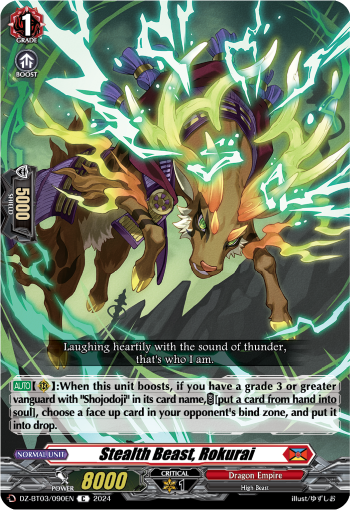 1
GRADE
BOOST
5000
SHIELD
Laughing heartily with the sound of thunder,
that's who I am.
AUTO:When this unit boosts, if you have a grade 3 or greater
vanguard with "Shojodoji" in its card name, [put a card from hand into
soul], choose a face up card in your opponent's bind zone, and put it
into drop.
NORMAL UNIT
Stealth Beast, Rokurai
POWER 8000
CRITICAL
1
Dragon Empire
High Beast
DZ-BT03/090EN C 2024
illust/ゆずしお